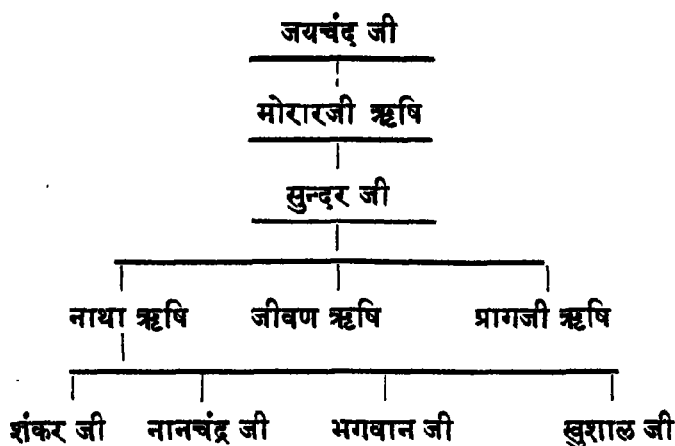 जयचंद जी
मोरारजी ऋषि
सुन्दर जी
नाथा ऋषि जीवण ऋषि प्रागजी ऋषि
शंकर जी नानचंद्र जी भगवान जी खुशाल जी